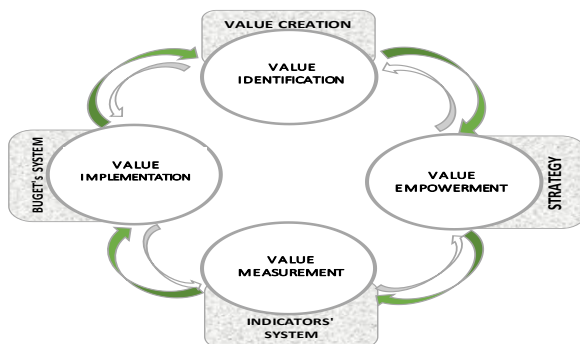 VALUE CREATION
VALUE
IDENTIFICATION
BUGET's SYSTEM
VALUE
IMPLEMENTATION
VALUE
EMPOWERMENT
STRATEGY
VALUE
MEASUREMENT
INDICATORS'
SYSTEM